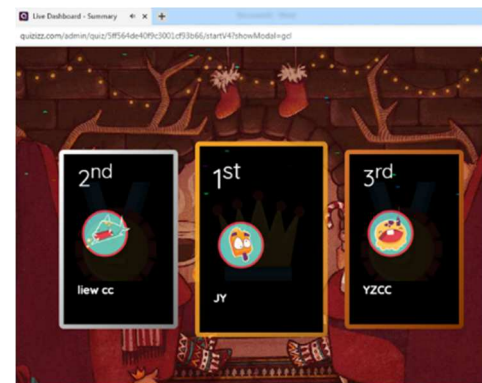 Live Dashboard - Summary
quizizz.com/admin/quiz/5ff564de40f9c3001cf93b66/startV4?showModal=gcl
2nd
liew cc
1st
JY
3rd
YZCC